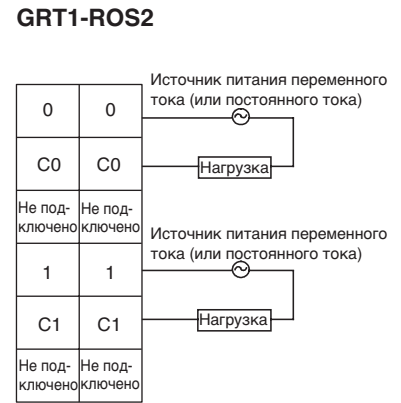 GRT1-ROS2
Источник питания переменного
тока (или постоянного тока)
0 0
C0 C0
Нагрузка
Не под-
ключено
Не под-
ключено
Источник питания переменного
тока (или постоянного тока)
1 1
C1 C1
Нагрузка
Не под-
ключено
Не под-
ключено